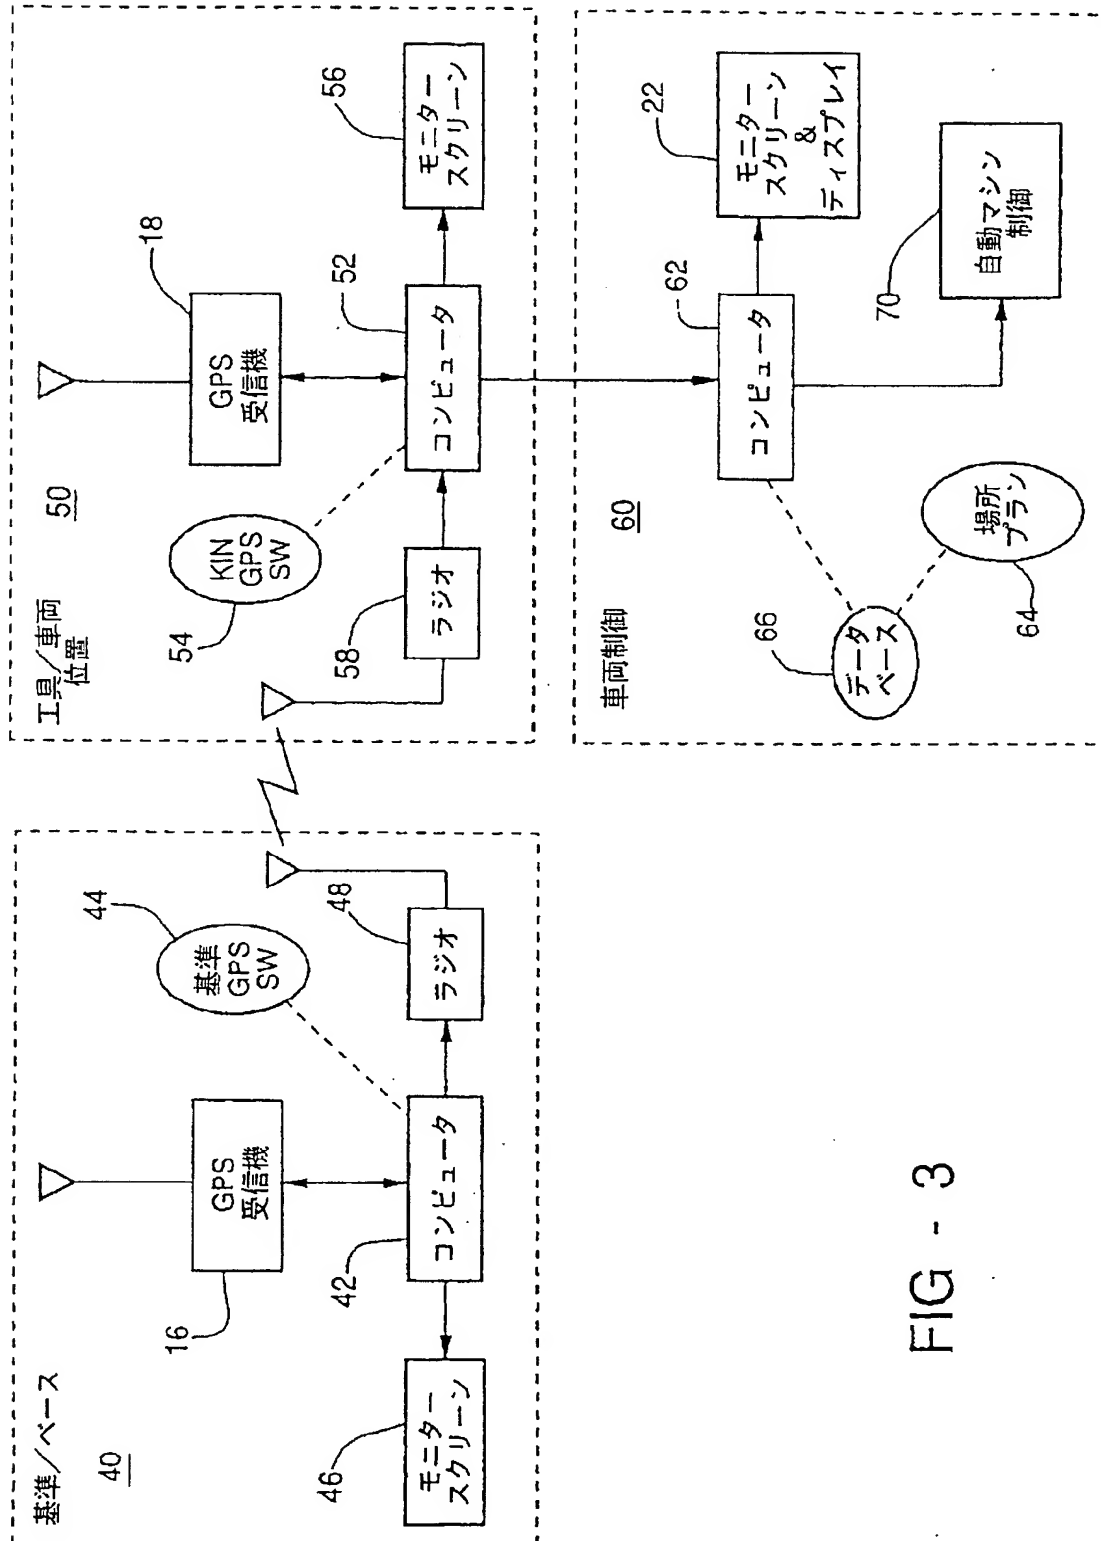 基準／ベース
40
16
GPS
受信機
44
基準
GPS
SW
42
コンピュータ
48
ラジオ
46
モニター
スクリーン
工具／車両
位置
50
18
GPS
受信機
54
KIN
GPS
SW
52
コンピュータ
58
ラジオ
56
モニター
スクリーン
車両制御
60
62
コンピュータ
22
モニター
スクリーン
&
ディスプレイ
66
データ
ベース
64
場所
プラン
70
自動マシン
制御
FIG - 3